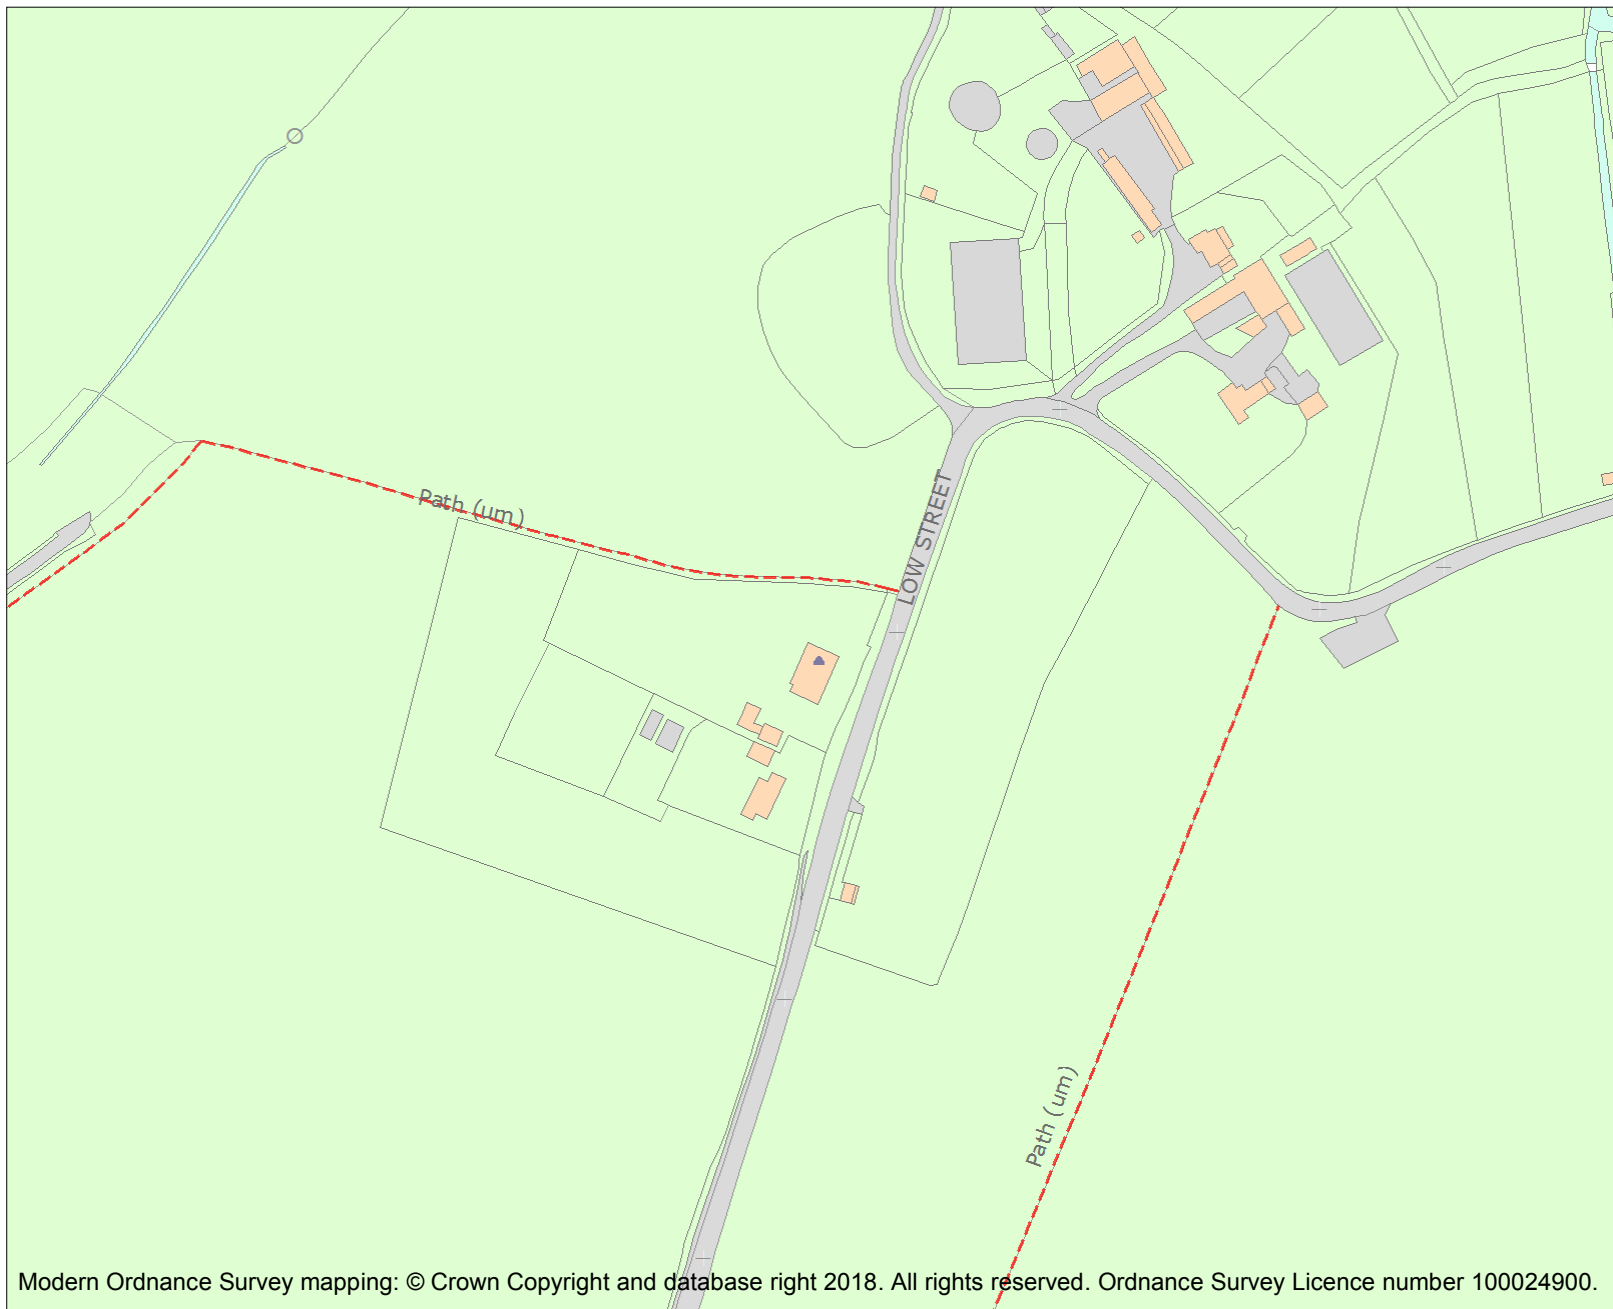 Path (um)
LOW STREET
Path (um)
Modern Ordnance Survey mapping: © Crown Copyright and database right 2018. All rights reserved. Ordnance Survey Licence number 100024900.